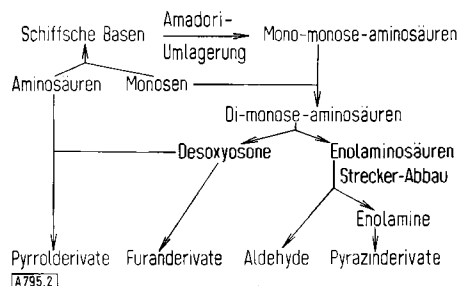 Schiffsche Basen Amadori- Umlagerung Mono-monose-aminosäuren
Aminosäuren Monosen
Di-monose-aminosäuren
Desoxyosone Enolaminosäuren
Strecker-Abbau
Enolamine
Pyrrolderivate Furanderivate Aldehyde Pyrazinderivate
A795.2